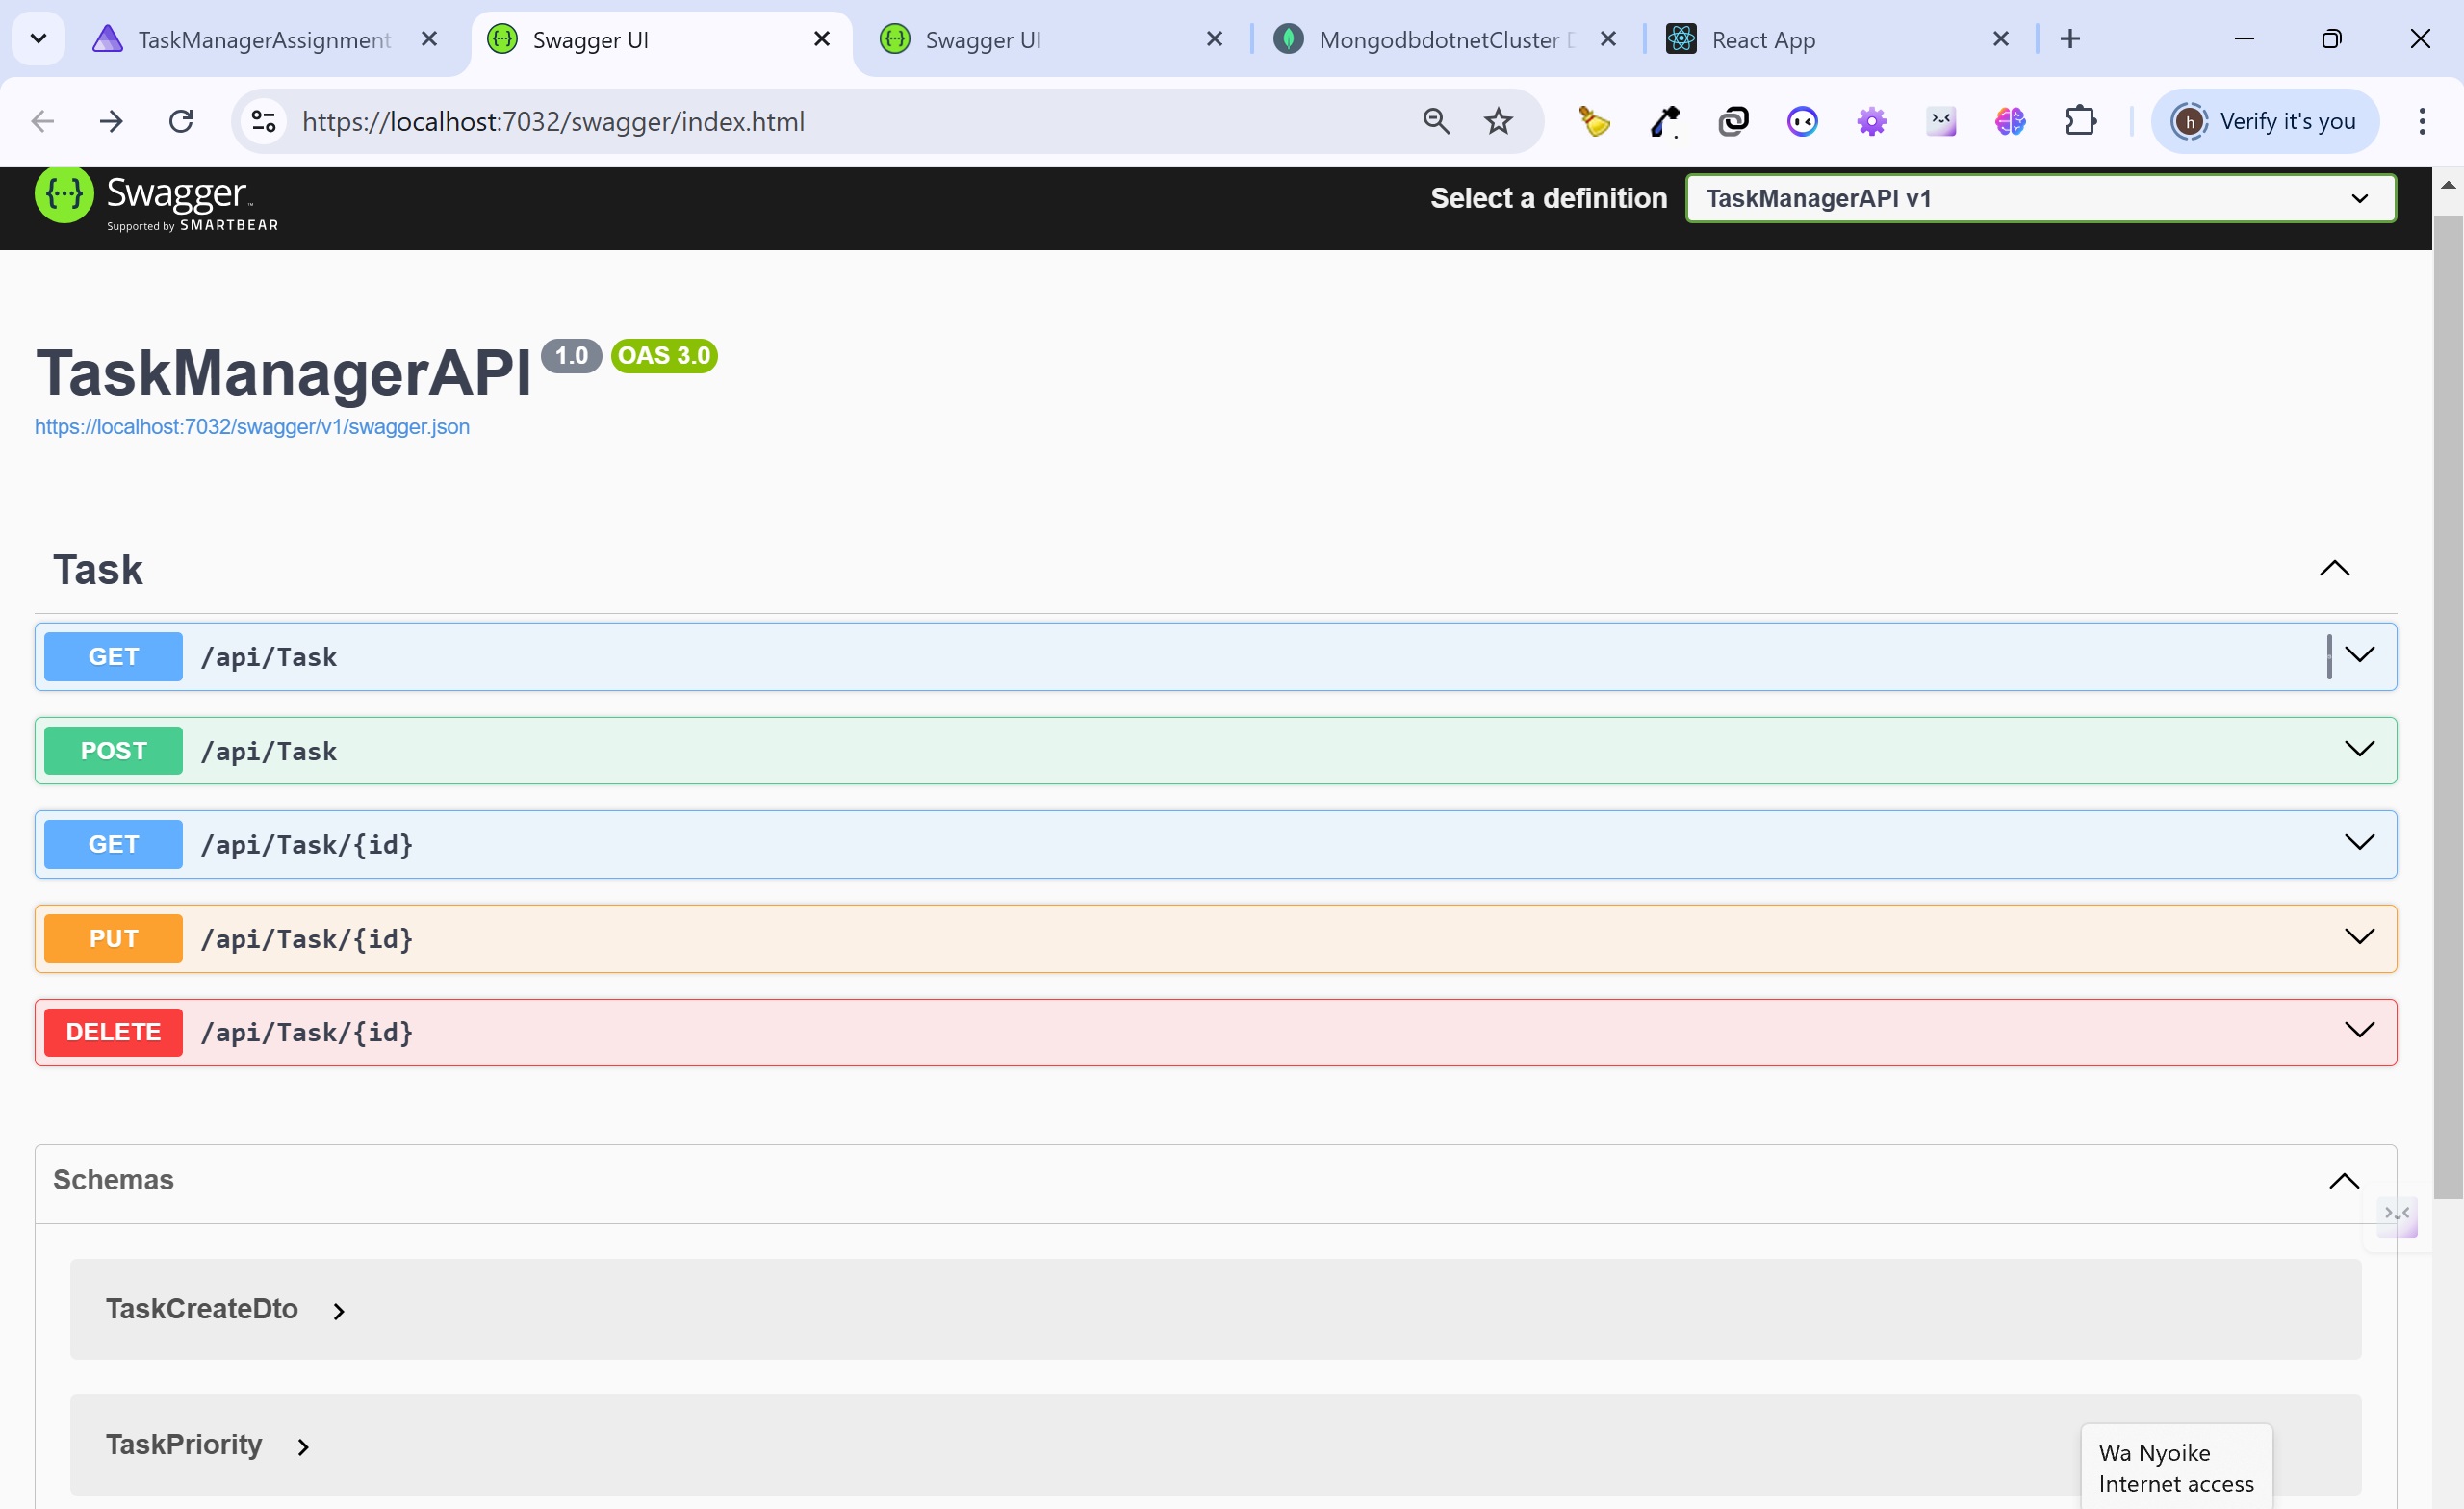 TaskManagerAssignment
Swagger UI
Swagger UI
MongodbdotnetCluster
React App
https://localhost:7032/swagger/index.html
h
Verify it's you
{···} Swagger™
Supported by SMARTBEAR
Select a definition
TaskManagerAPI v1
TaskManagerAPI 1.0 OAS 3.0
https://localhost:7032/swagger/v1/swagger.json
Task
GET /api/Task
POST /api/Task
GET /api/Task/{id}
PUT /api/Task/{id}
DELETE /api/Task/{id}
Schemas
TaskCreateDto
TaskPriority
Wa Nyoike
Internet access